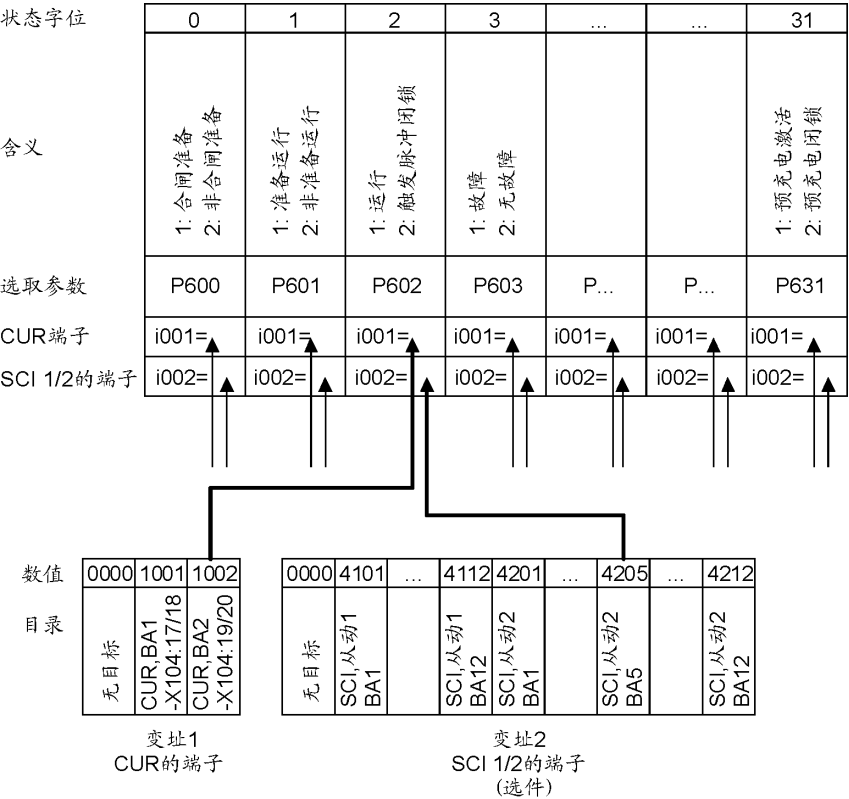 状态字位 0 1 2 3 ... ... 31
含义
1: 合闸准备
2: 非合闸准备
1: 准备运行
2: 非准备运行
1: 运行
2: 触发脉冲闭锁
1: 故障
2: 无故障
1: 预充电激活
2: 预充电闭锁
选取参数 P600 P601 P602 P603 P... P... P631
CUR端子 i001= i001= i001= i001= i001= i001= i001=
SCI 1/2的端子 i002= i002= i002= i002= i002= i002= i002=
数值 0000 1001 1002 0000 4101 ... 4112 4201 ... 4205 ... 4212
目录
无目标
CUR,BA1
-X104:17/18
CUR,BA2
-X104:19/20
无目标
SCI,从动1
BA1
SCI,从动1
BA12
SCI,从动2
BA1
SCI,从动2
BA5
SCI,从动2
BA12
变址1
CUR的端子
变址2
SCI 1/2的端子
(选件)